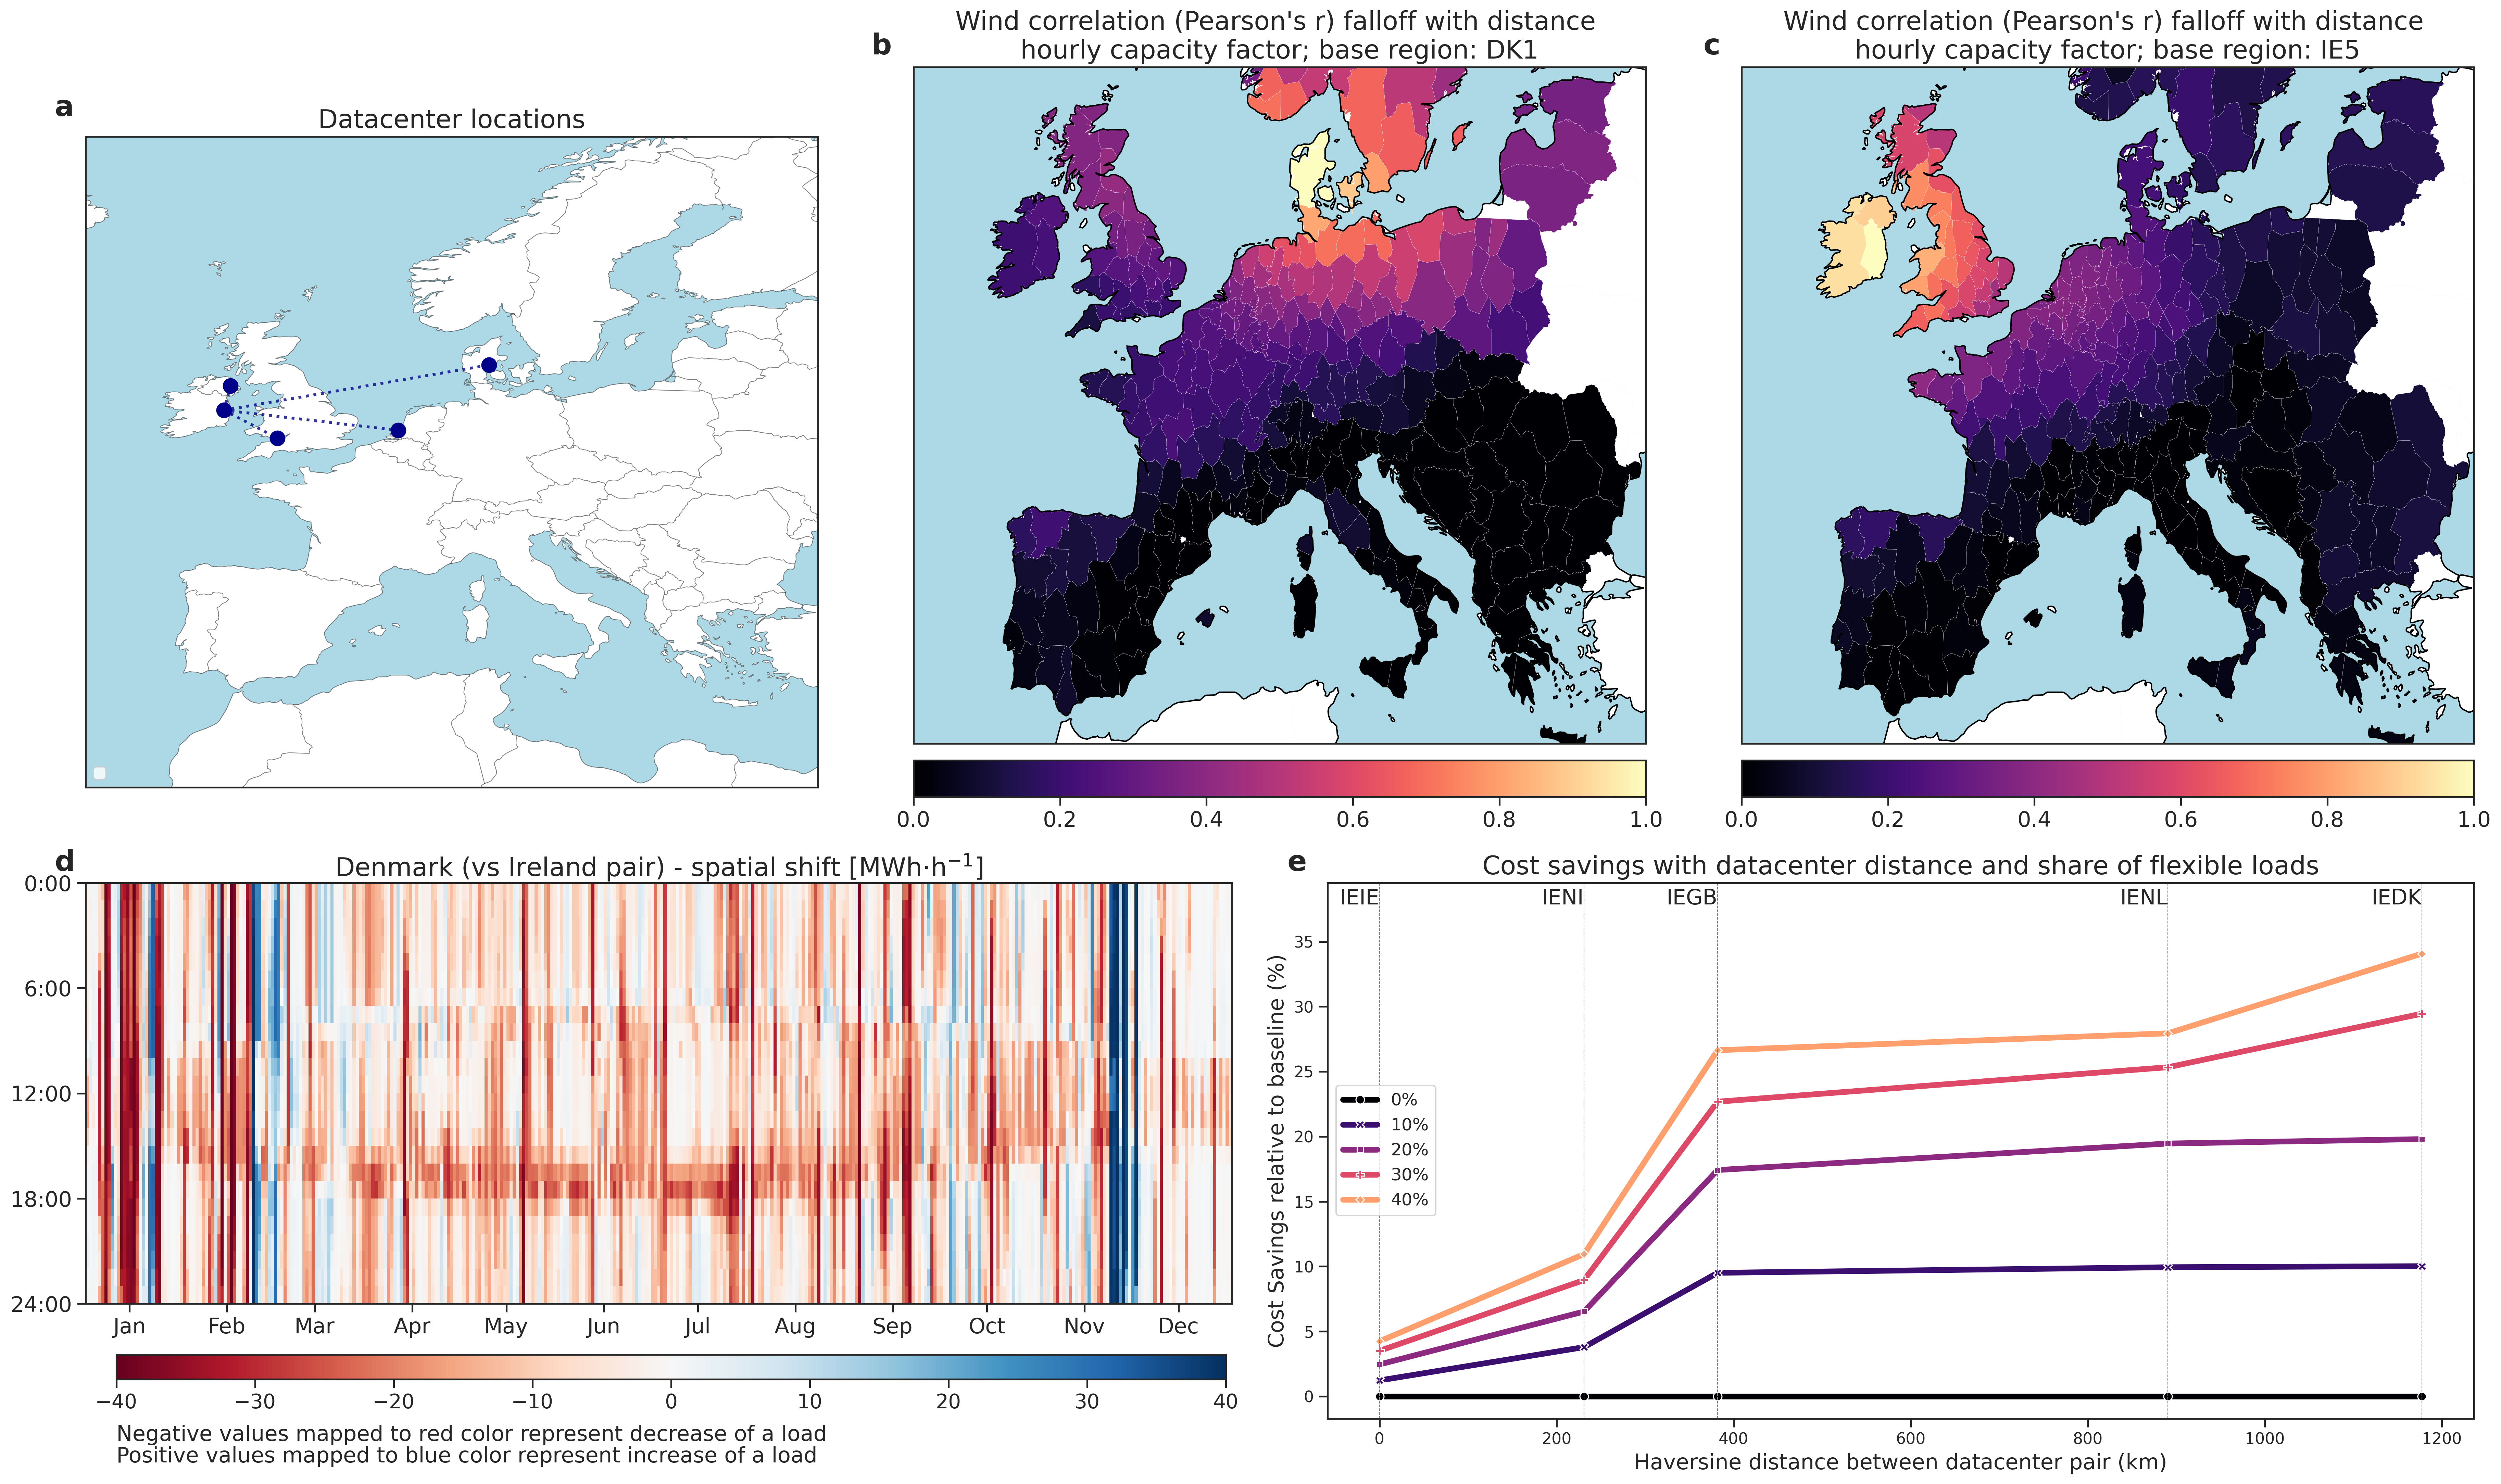 a
Datacenter locations
b
Wind correlation (Pearson's r) falloff with distance
hourly capacity factor; base region: DK1
0.0 0.2 0.4 0.6 0.8 1.0
c
Wind correlation (Pearson's r) falloff with distance
hourly capacity factor; base region: IE5
0.0 0.2 0.4 0.6 0.8 1.0
d
Denmark (vs Ireland pair) - spatial shift [MWh·h⁻¹]
0:00
6:00
12:00
18:00
24:00
Jan Feb Mar Apr May Jun Jul Aug Sep Oct Nov Dec
−40 −30 −20 −10 0 10 20 30 40
Negative values mapped to red color represent decrease of a load
Positive values mapped to blue color represent increase of a load
e
Cost savings with datacenter distance and share of flexible loads
IEIE IENI IEGB IENL IEDK
Cost Savings relative to baseline (%)
35
30
25
20
15
10
5
0
0%
10%
20%
30%
40%
0 200 400 600 800 1000 1200
Haversine distance between datacenter pair (km)